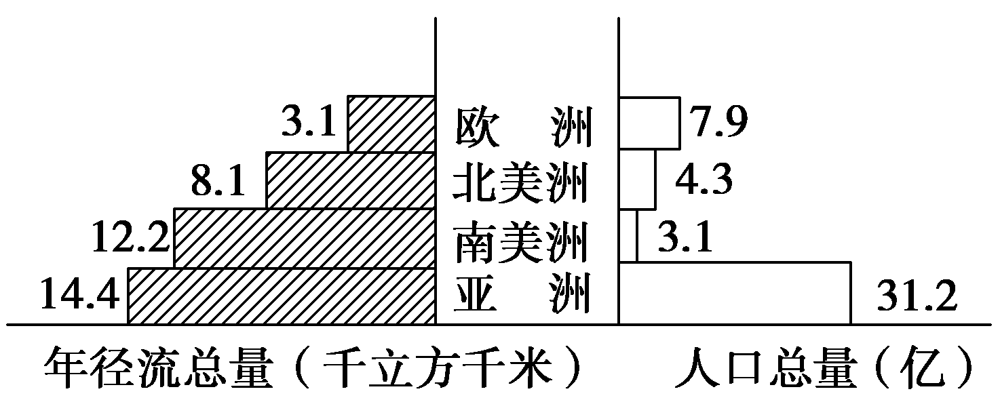 3.1 欧 洲 7.9
8.1 北美洲 4.3
12.2 南美洲 3.1
14.4 亚 洲 31.2
年径流总量（千立方千米） 人口总量（亿）